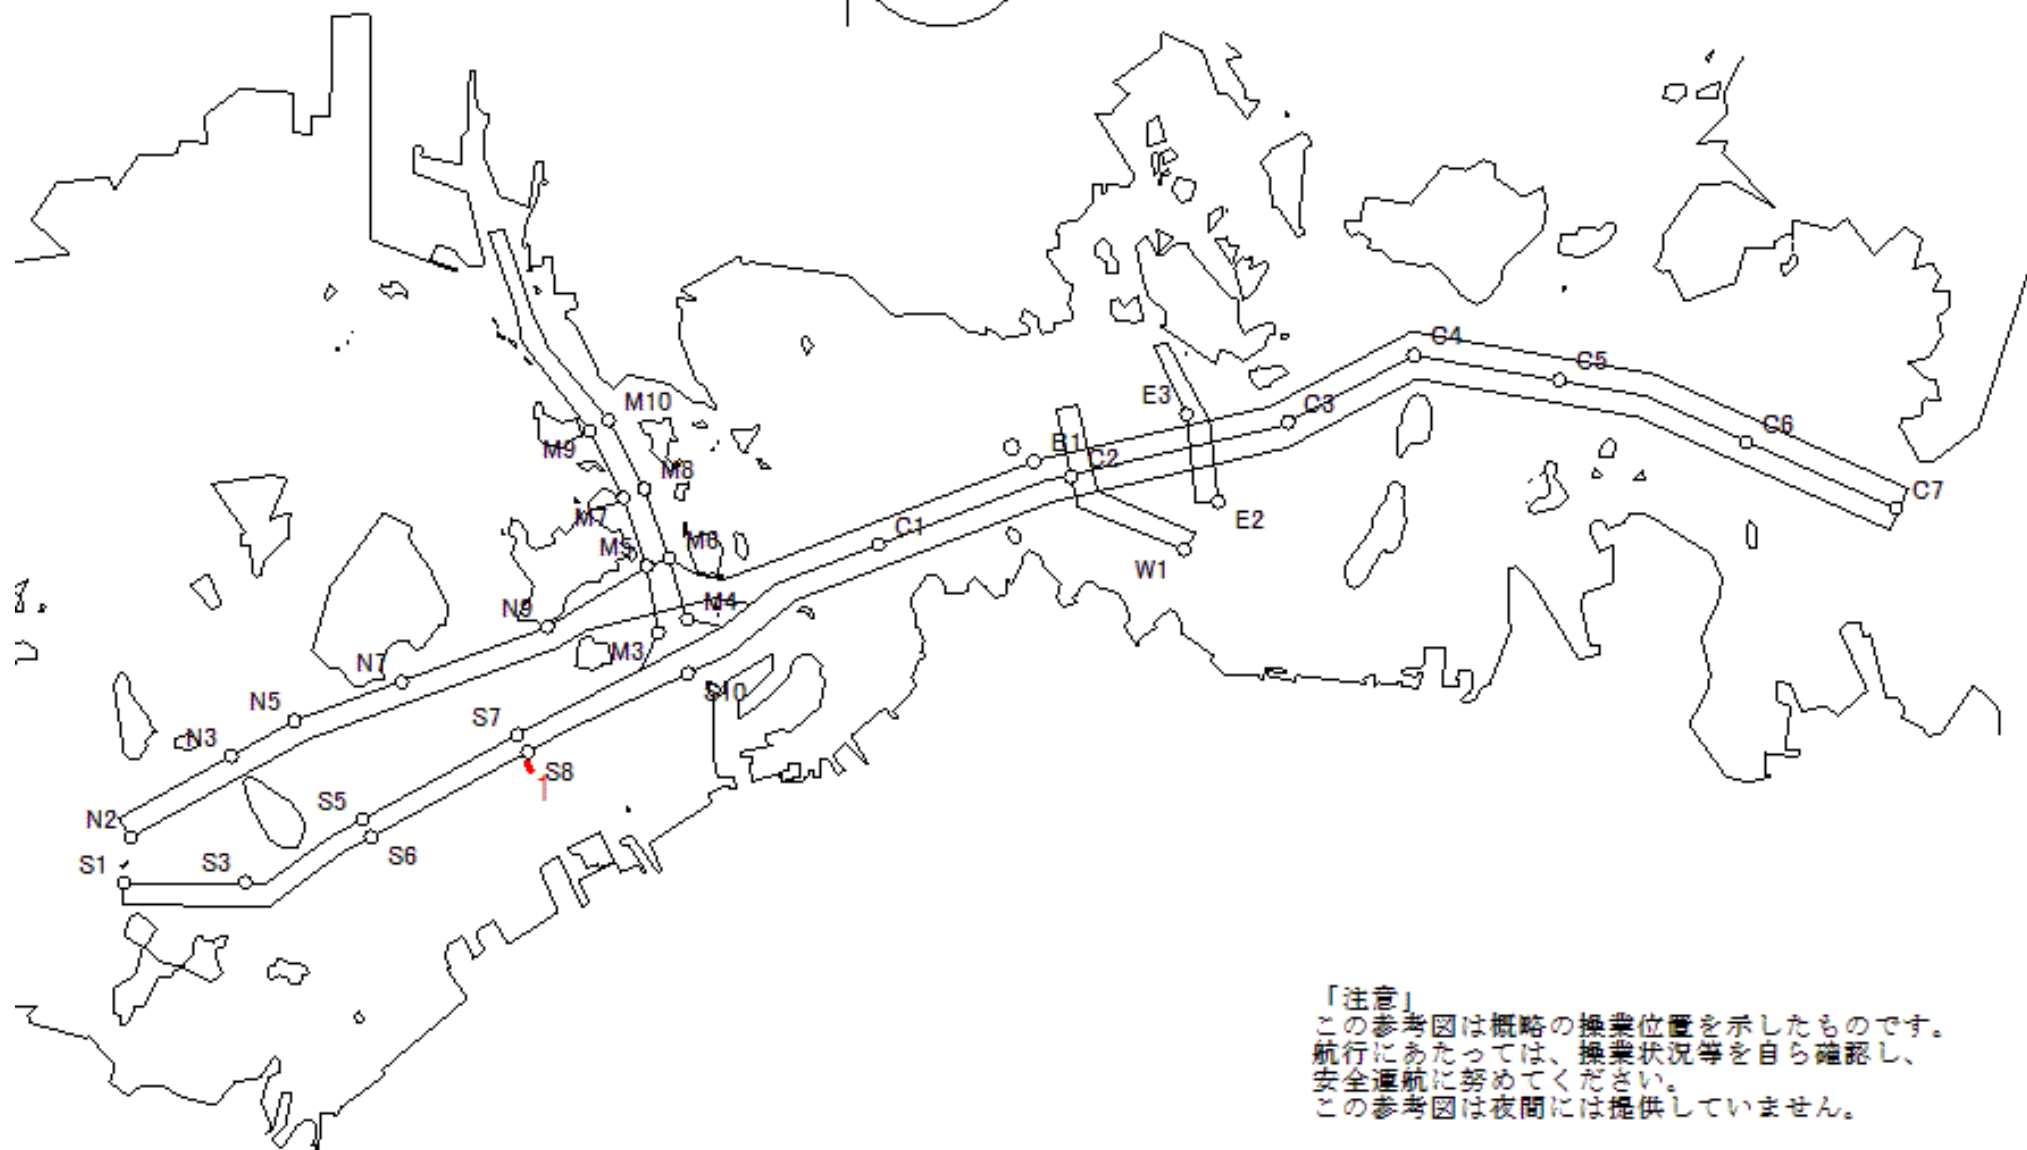 C4
C5
E3
M10
C3
C6
B1
M9
C2
M8
C7
M7
E2
C1
M6
M5
W1
N9
M4
M3
N7
S10
N5
S7
N3
S8
1
S5
N2
S6
S1
S3
「注意」
この参考図は概略の操業位置を示したものです。
航行にあたっては、操業状況等を自ら確認し、
安全運航に努めてください。
この参考図は夜間には提供していません。